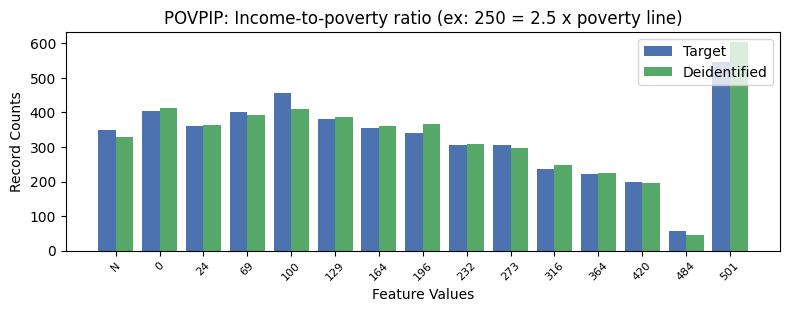 POVPIP: Income-to-poverty ratio (ex: 250 = 2.5 x poverty line)
600
500
400
300
200
100
0
Record Counts
Target
Deidentified
N 0 24 69 100 129 164 196 232 273 316 364 420 484 501
Feature Values